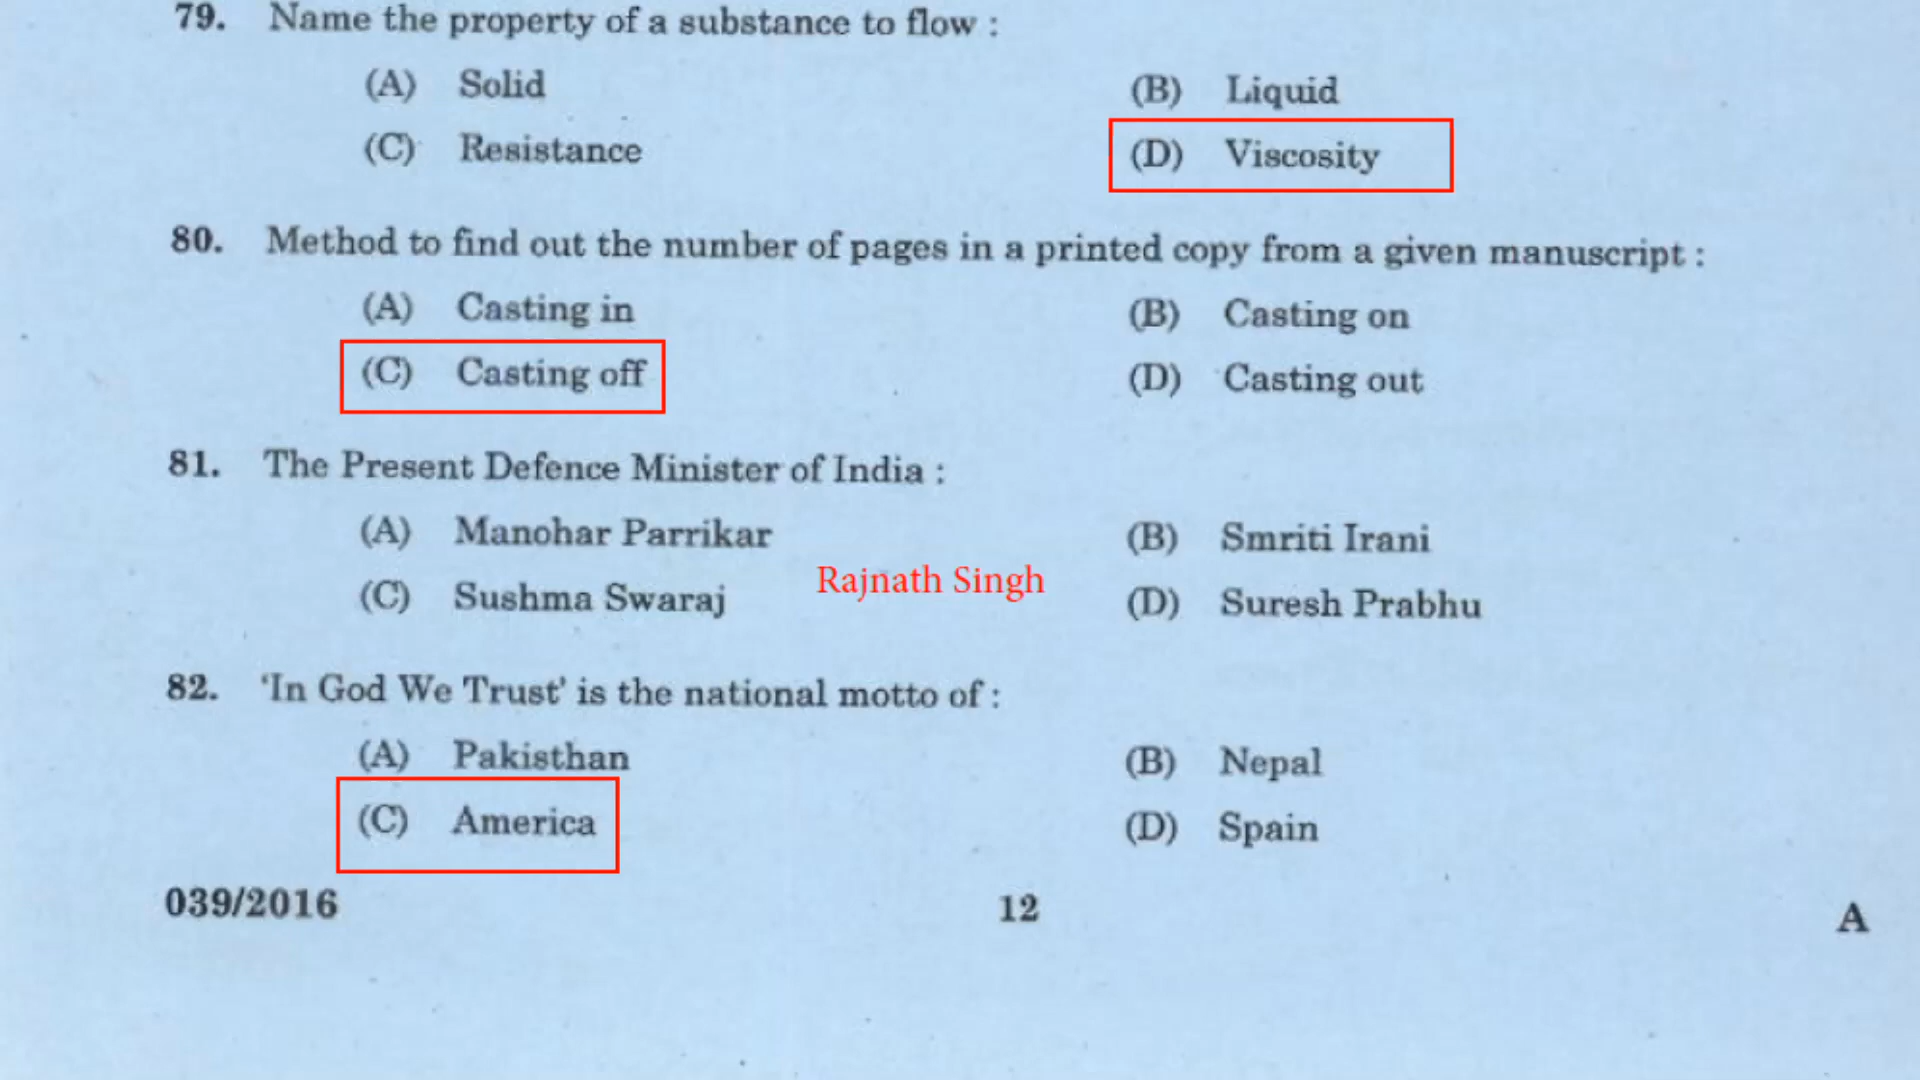 79. Name the property of a substance to flow :
(A) Solid (B) Liquid
(C) Resistance (D) Viscosity
80. Method to find out the number of pages in a printed copy from a given manuscript :
(A) Casting in (B) Casting on
(C) Casting off (D) Casting out
81. The Present Defence Minister of India :
(A) Manohar Parrikar (B) Smriti Irani
Rajnath Singh
(C) Sushma Swaraj (D) Suresh Prabhu
82. ‘In God We Trust’ is the national motto of :
(A) Pakisthan (B) Nepal
(C) America (D) Spain
039/2016 12 A